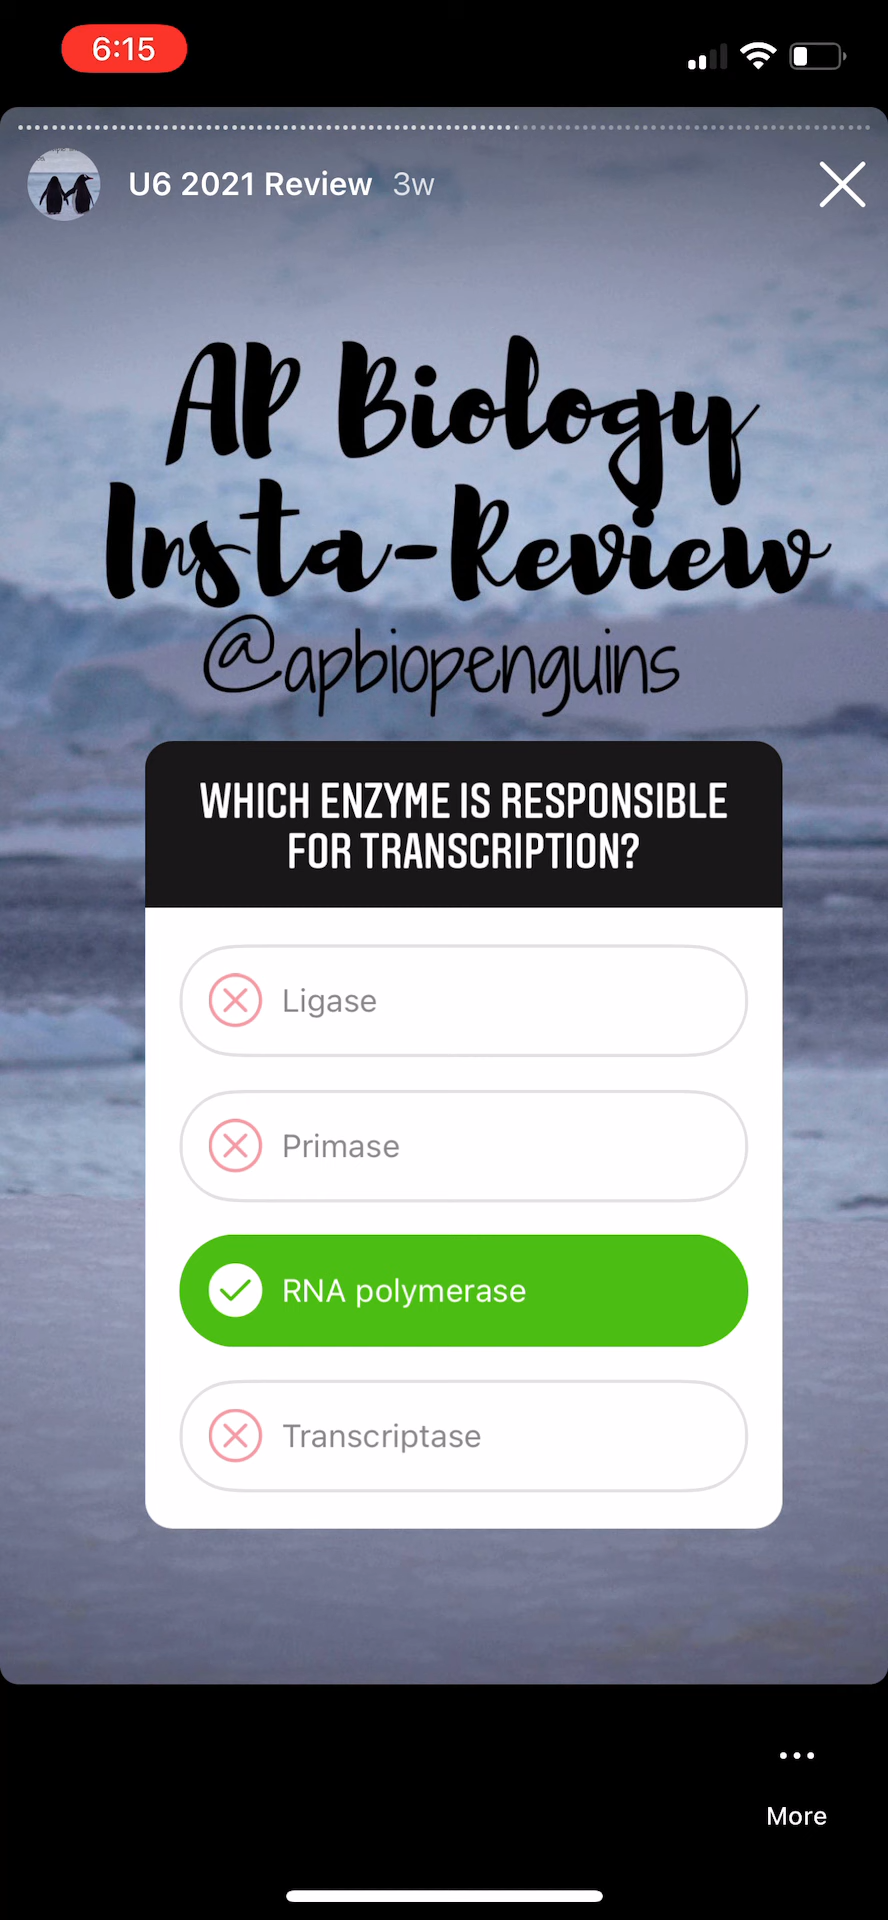 6:15
U6 2021 Review 3w
AP Biology
Insta-Review
@apbiopenguins
WHICH ENZYME IS RESPONSIBLE
FOR TRANSCRIPTION?
Ligase
Primase
RNA polymerase
Transcriptase
More